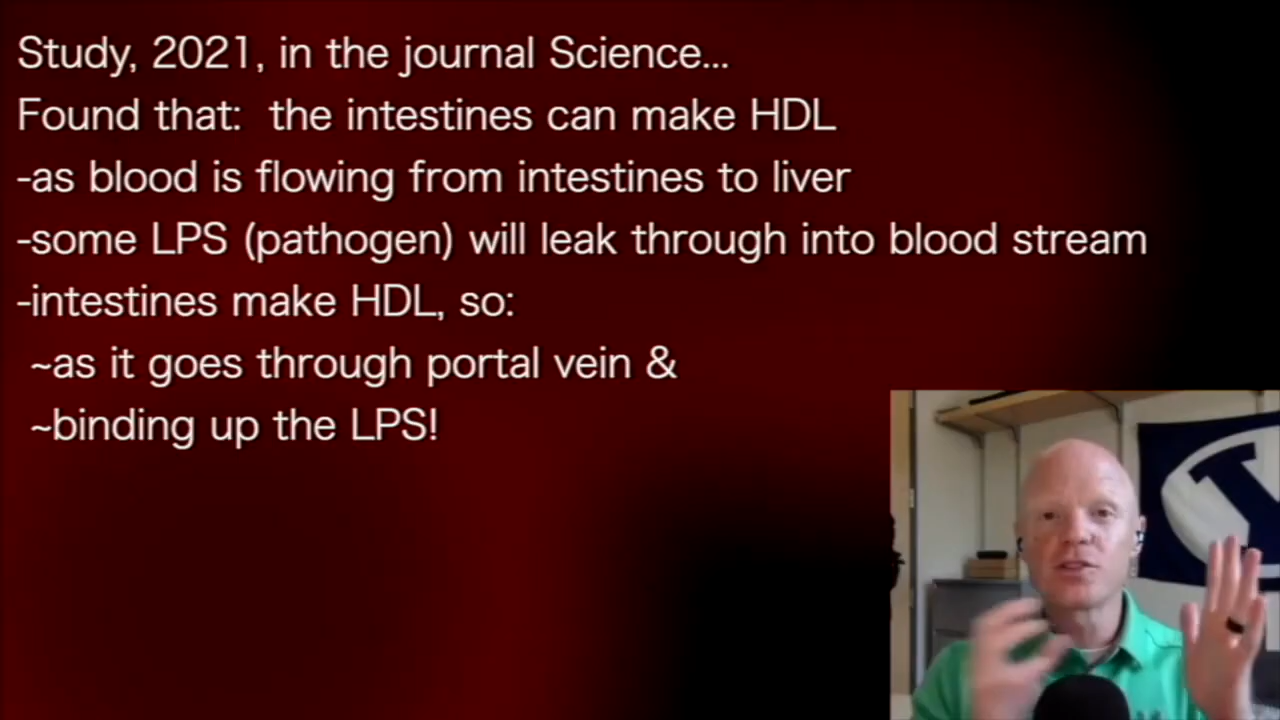 Study, 2021, in the journal Science...
Found that:  the intestines can make HDL
-as blood is flowing from intestines to liver
-some LPS (pathogen) will leak through into blood stream
-intestines make HDL, so:
~as it goes through portal vein &
~binding up the LPS!